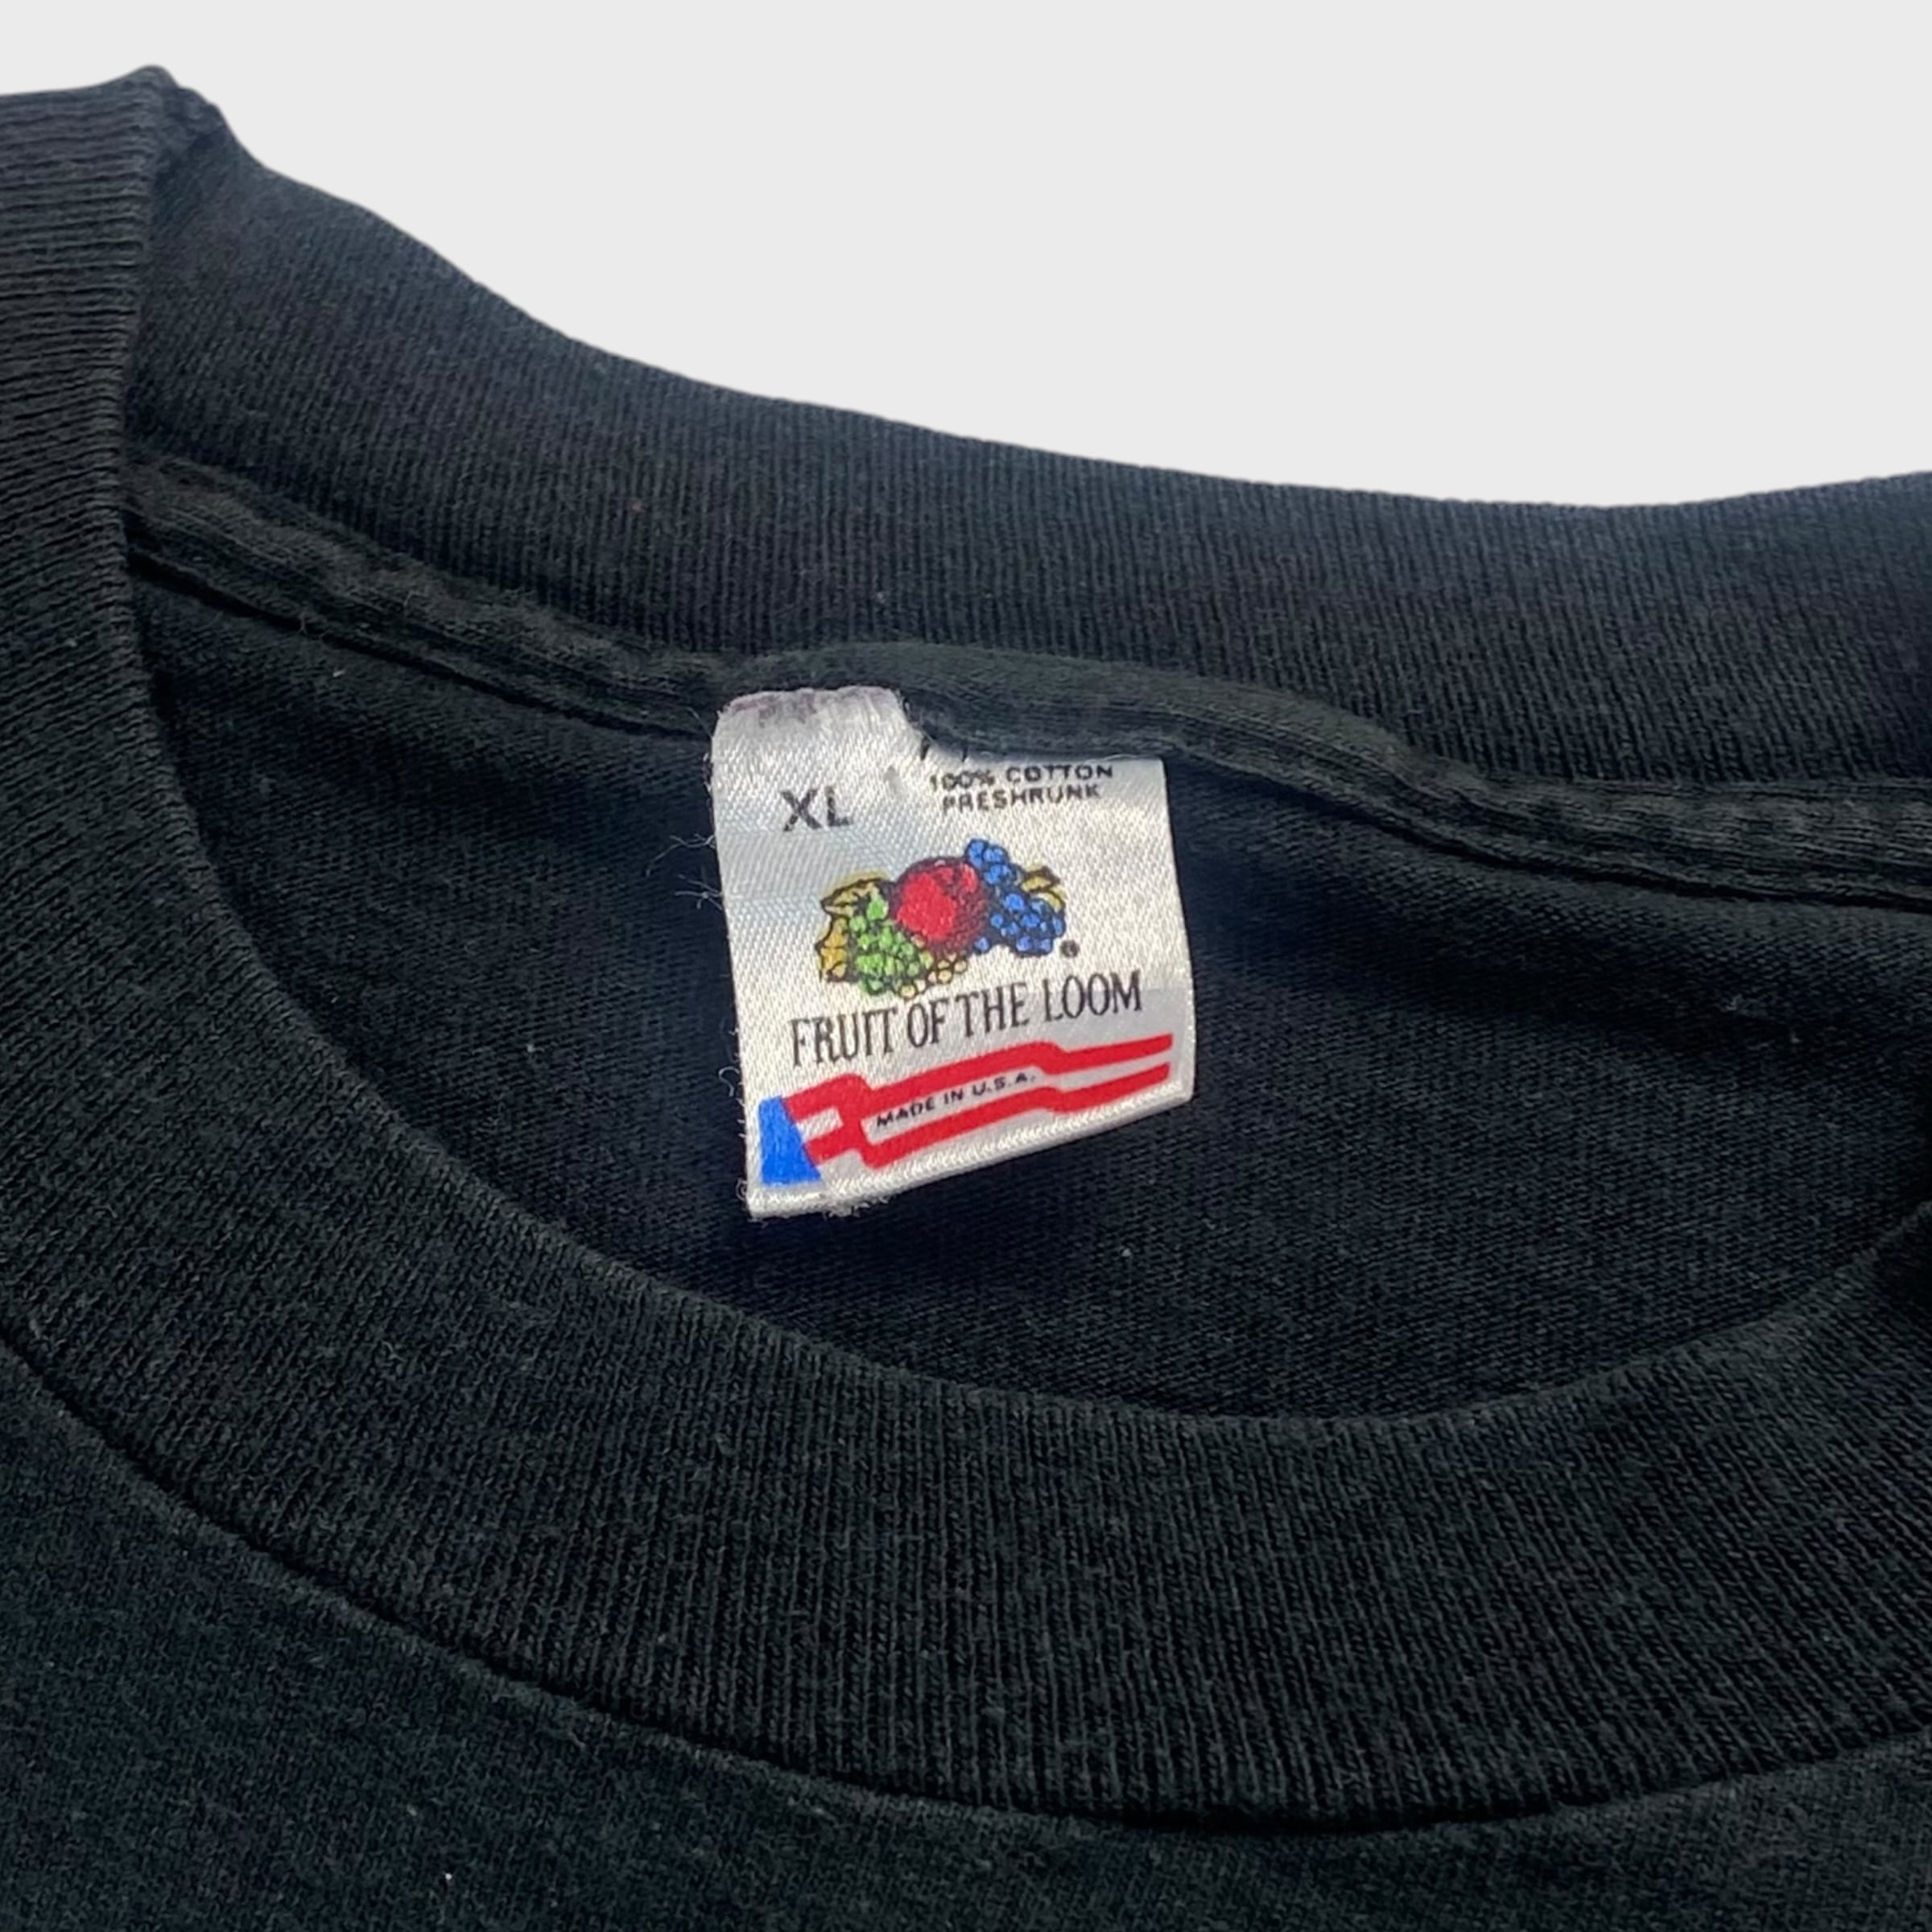 XL
100% COTTON
PRESHRUNK
FRUIT OF THE LOOM
MADE IN U.S.A.